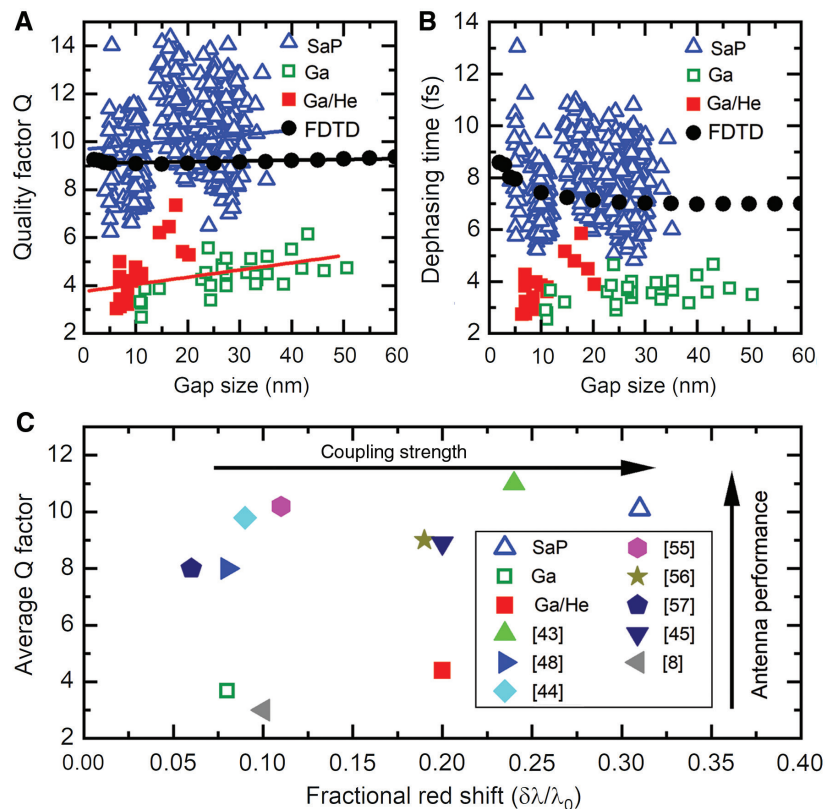 A
14
12
10
8
6
4
2
0
10
20
30
40
50
60
Quality factor Q
Gap size (nm)
SaP
Ga
Ga/He
FDTD
B
14
12
10
8
6
4
2
0
10
20
30
40
50
60
Dephasing time (fs)
Gap size (nm)
SaP
Ga
Ga/He
FDTD
C
12
10
8
6
4
2
0.00
0.05
0.10
0.15
0.20
0.25
0.30
0.35
0.40
Average Q factor
Fractional red shift (δλ/λ0)
Coupling strength
Antenna performance
SaP
Ga
Ga/He
[43]
[48]
[44]
[55]
[56]
[57]
[45]
[8]